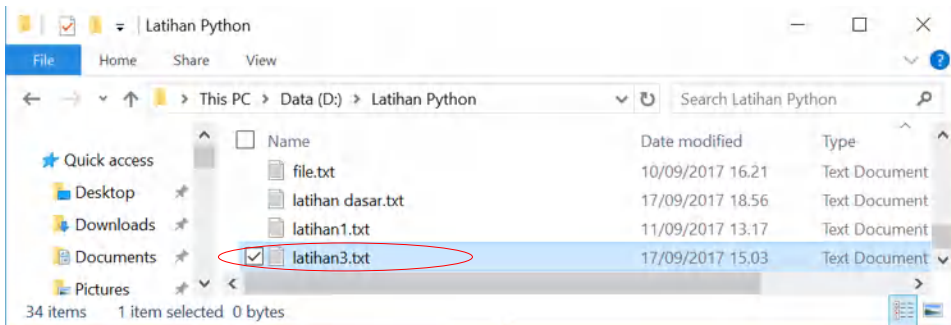 Latihan Python
File Home Share View
This PC > Data (D:) > Latihan Python Search Latihan Python
Name Date modified Type
Quick access
file.txt 10/09/2017 16.21 Text Document
Desktop
latihan dasar.txt 17/09/2017 18.56 Text Document
Downloads
latihan1.txt 11/09/2017 13.17 Text Document
Documents
latihan3.txt 17/09/2017 15.03 Text Document
Pictures
34 items 1 item selected 0 bytes